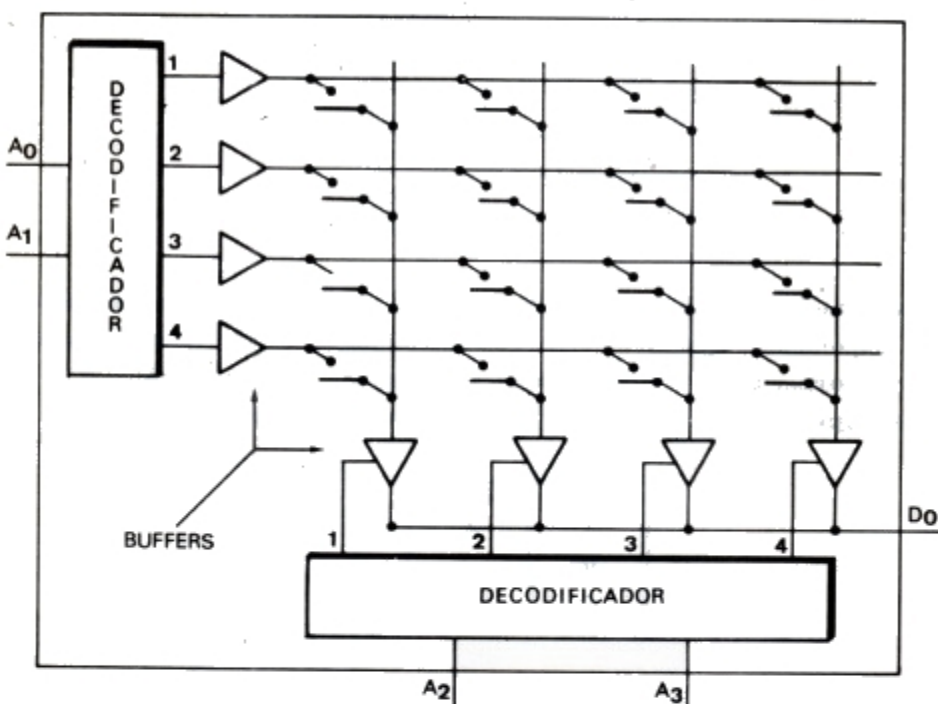 DECODIFICADOR
A0
A1
1
2
3
4
BUFFERS
1
2
3
4
D0
DECODIFICADOR
A2
A3